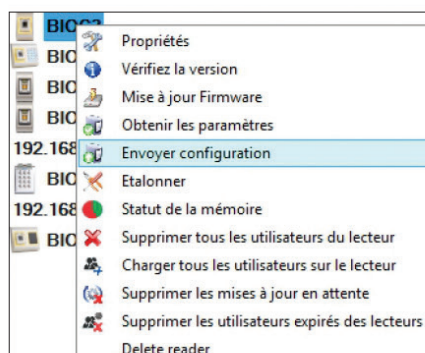 BIOC3
Propriétés
BIO
Vérifiez la version
BIO
Mise à jour Firmware
BIO
Obtenir les paramètres
192.168
Envoyer configuration
BIO
Etalonner
192.168
Statut de la mémoire
BIO
Supprimer tous les utilisateurs du lecteur
Charger tous les utilisateurs sur le lecteur
Supprimer les mises à jour en attente
Supprimer les utilisateurs expirés des lecteurs
Delete reader